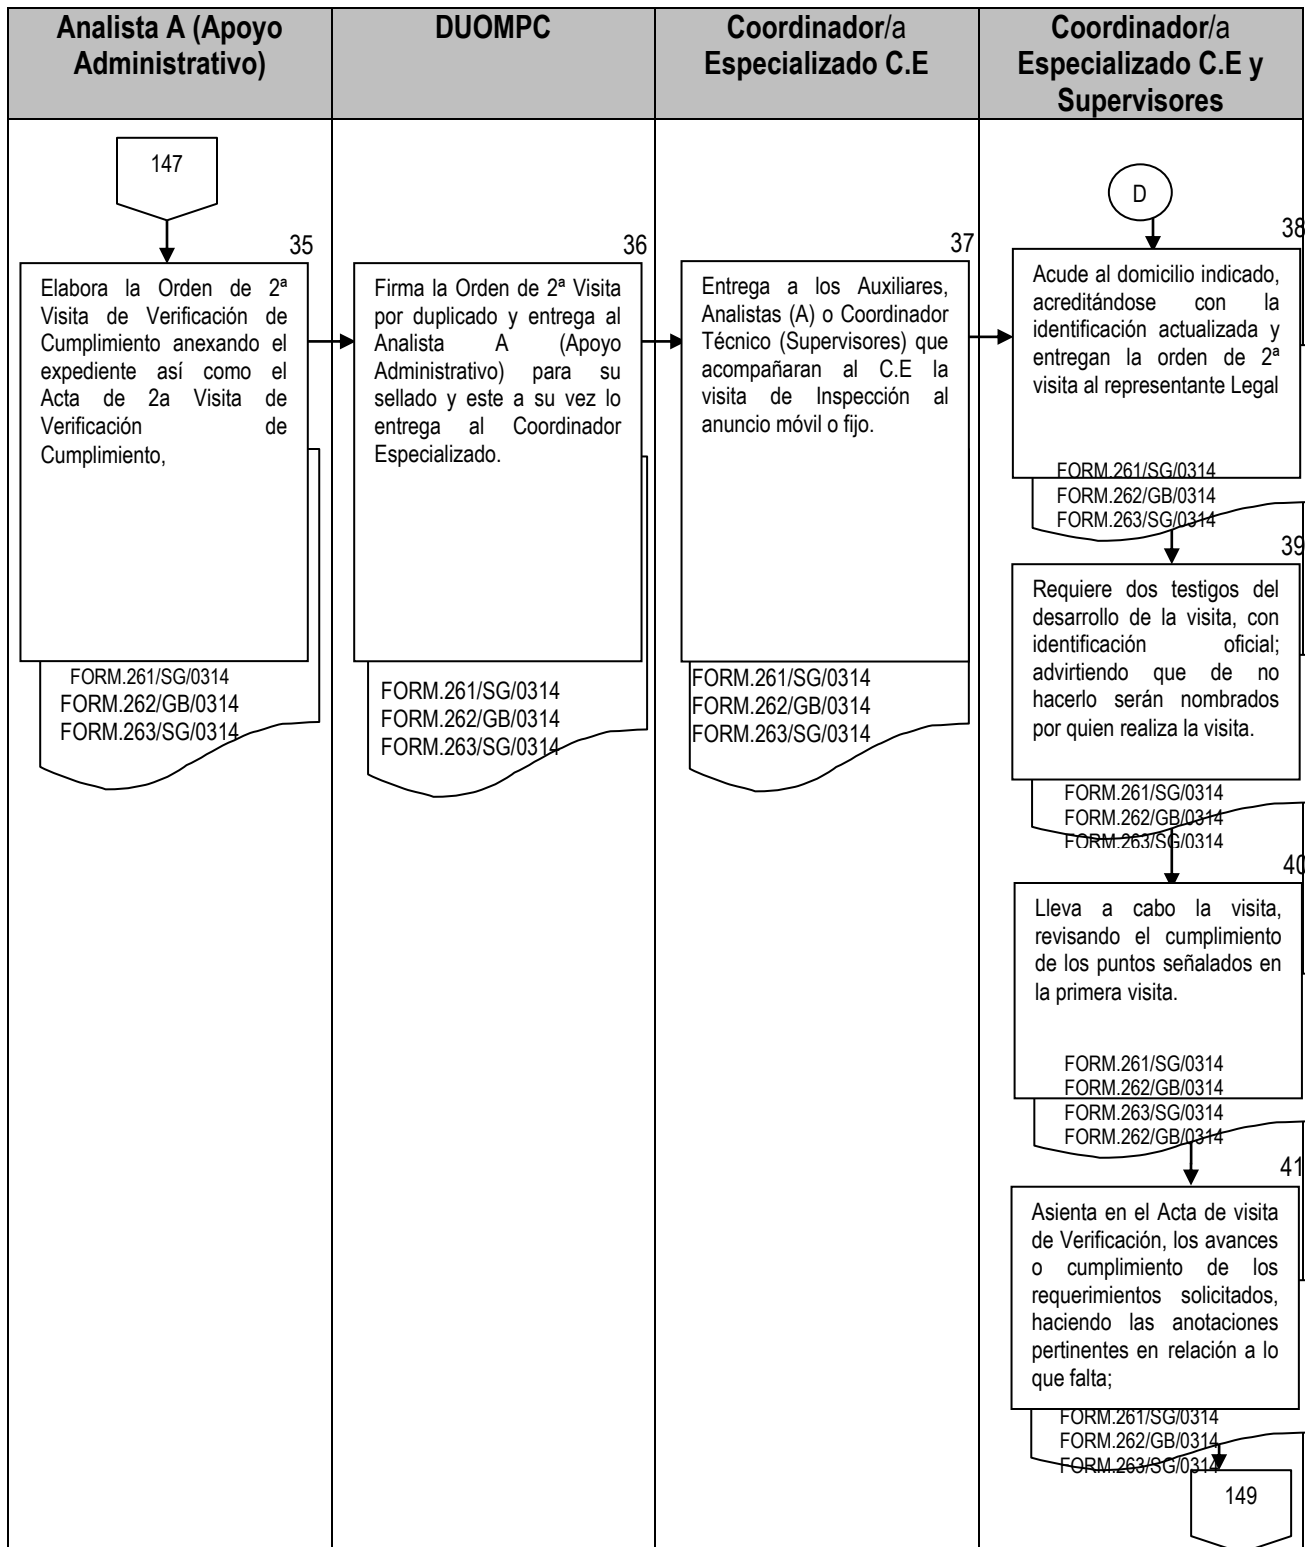 Analista A (Apoyo
Administrativo)
DUOMPC
Coordinador/a
Especializado C.E
Coordinador/a
Especializado C.E y
Supervisores
147
35
Elabora la Orden de 2ª
Visita de Verificación de
Cumplimiento anexando el
expediente así como el
Acta de 2a Visita de
Verificación de
Cumplimiento,
FORM.261/SG/0314
FORM.262/GB/0314
FORM.263/SG/0314
36
Firma la Orden de 2ª Visita
por duplicado y entrega al
Analista A (Apoyo
Administrativo) para su
sellado y este a su vez lo
entrega al Coordinador
Especializado.
FORM.261/SG/0314
FORM.262/GB/0314
FORM.263/SG/0314
37
Entrega a los Auxiliares,
Analistas (A) o Coordinador
Técnico (Supervisores) que
acompañaran al C.E la
visita de Inspección al
anuncio móvil o fijo.
FORM.261/SG/0314
FORM.262/GB/0314
FORM.263/SG/0314
D
38
Acude al domicilio indicado,
acreditándose con la
identificación actualizada y
entregan la orden de 2ª
visita al representante Legal
FORM.261/SG/0314
FORM.262/GB/0314
FORM.263/SG/0314
39
Requiere dos testigos del
desarrollo de la visita, con
identificación oficial;
advirtiendo que de no
hacerlo serán nombrados
por quien realiza la visita.
FORM.261/SG/0314
FORM.262/GB/0314
FORM.263/SG/0314
40
Lleva a cabo la visita,
revisando el cumplimiento
de los puntos señalados en
la primera visita.
FORM.261/SG/0314
FORM.262/GB/0314
FORM.263/SG/0314
FORM.262/GB/0314
41
Asienta en el Acta de visita
de Verificación, los avances
o cumplimiento de los
requerimientos solicitados,
haciendo las anotaciones
pertinentes en relación a lo
que falta;
FORM.261/SG/0314
FORM.262/GB/0314
FORM.263/SG/0314
149